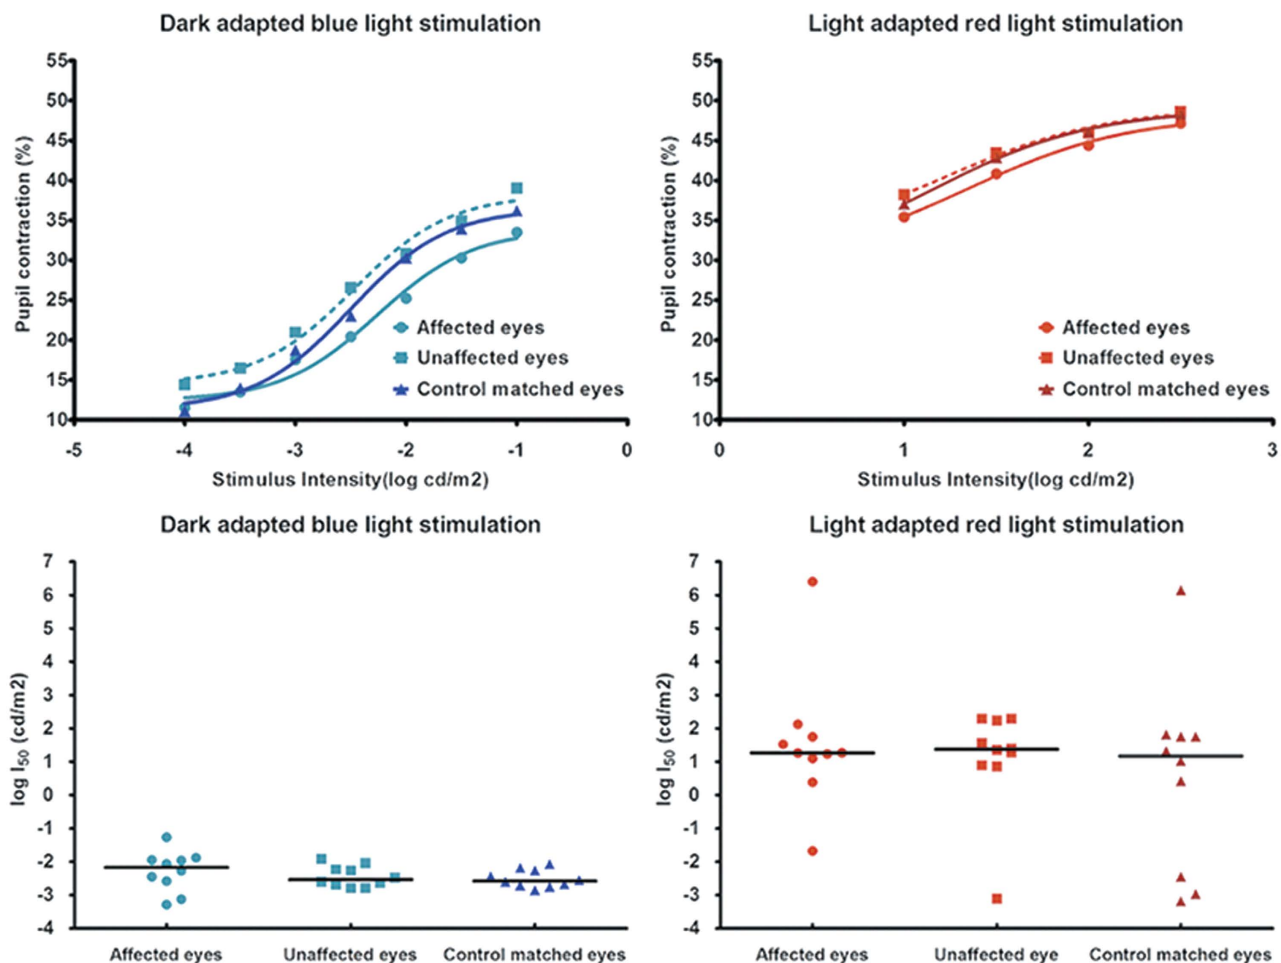 Dark adapted blue light stimulation
Light adapted red light stimulation
55
50
45
40
35
30
25
20
15
10
Pupil contraction (%)
Affected eyes
Unaffected eyes
Control matched eyes
-5 -4 -3 -2 -1 0
Stimulus Intensity(log cd/m2)
55
50
45
40
35
30
25
20
15
10
Pupil contraction (%)
Affected eyes
Unaffected eyes
Control matched eyes
0 1 2 3
Stimulus Intensity(log cd/m2)
Dark adapted blue light stimulation
Light adapted red light stimulation
7
6
5
4
3
2
1
0
-1
-2
-3
-4
log I50 (cd/m2)
Affected eyes Unaffected eyes Control matched eyes
7
6
5
4
3
2
1
0
-1
-2
-3
-4
log I50 (cd/m2)
Affected eyes Unaffected eye Control matched eyes